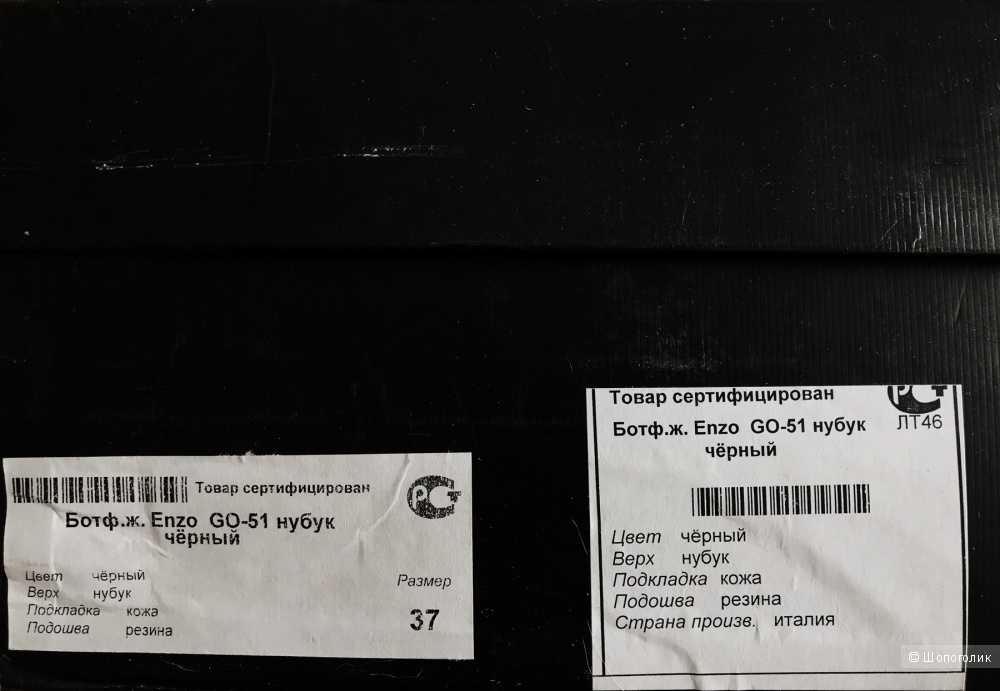 Товар сертифицирован
Ботф.ж. Enzo GO-51 нубук
чёрный
Цвет чёрный
Верх нубук
Подкладка кожа
Подошва резина
Размер
37
РСТ
Товар сертифицирован
РСТ
ЛТ46
Ботф.ж. Enzo GO-51 нубук
чёрный
Цвет чёрный
Верх нубук
Подкладка кожа
Подошва резина
Страна произв. италия
© Шопоголик